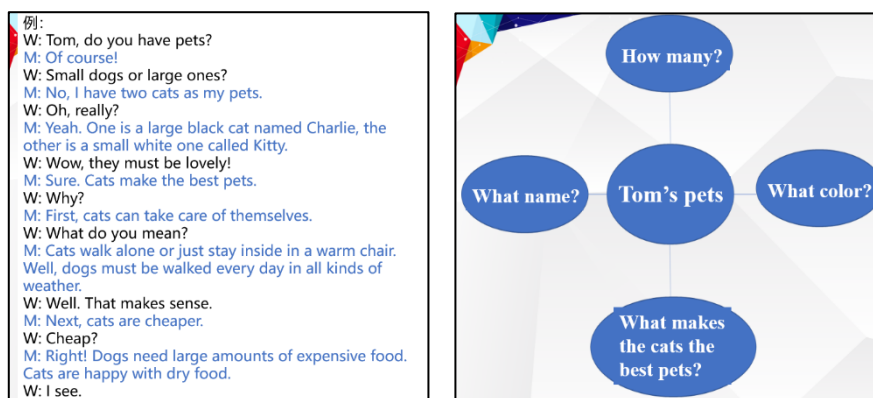 例：
W: Tom, do you have pets?
M: Of course!
W: Small dogs or large ones?
M: No, I have two cats as my pets.
W: Oh, really?
M: Yeah. One is a large black cat named Charlie, the
other is a small white one called Kitty.
W: Wow, they must be lovely!
M: Sure. Cats make the best pets.
W: Why?
M: First, cats can take care of themselves.
W: What do you mean?
M: Cats walk alone or just stay inside in a warm chair.
Well, dogs must be walked every day in all kinds of
weather.
W: Well. That makes sense.
M: Next, cats are cheaper.
W: Cheap?
M: Right! Dogs need large amounts of expensive food.
Cats are happy with dry food.
W: I see.
How many?
What name?
Tom's pets
What color?
What makes
the cats the
best pets?